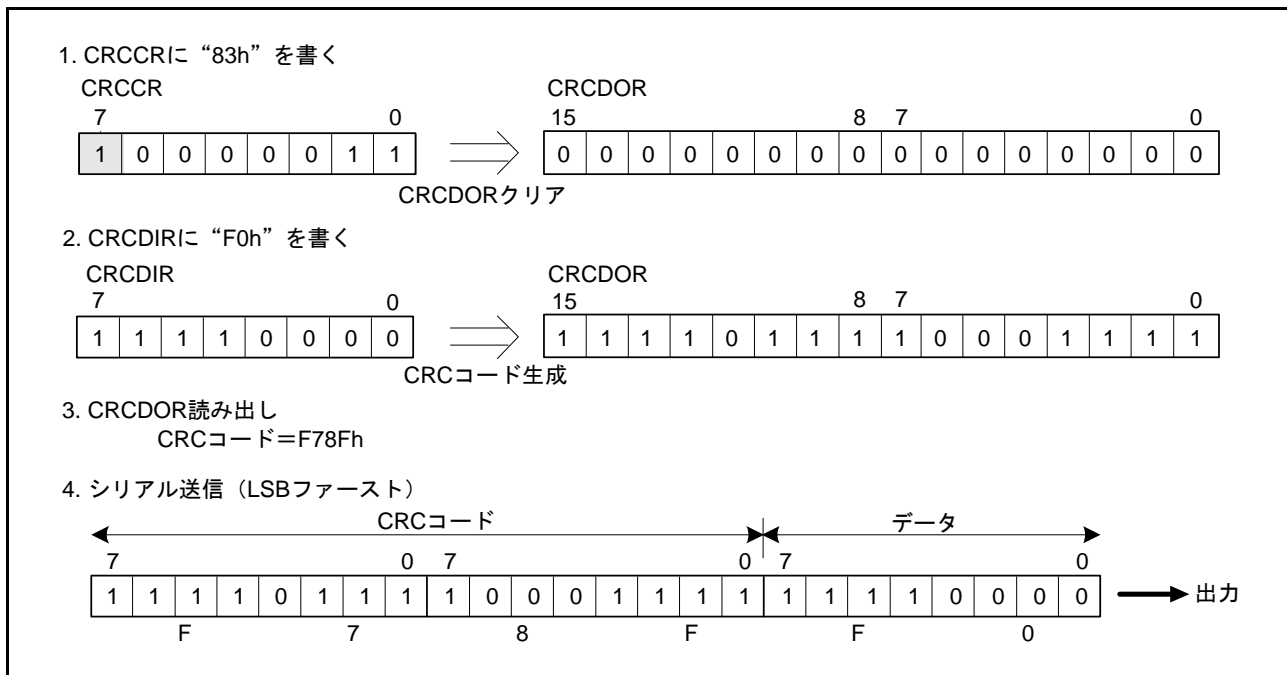 1. CRCCRに“83h”を書く
CRCCR CRCDOR
7 0 15 8 7 0
1 0 0 0 0 0 1 1 0 0 0 0 0 0 0 0 0 0 0 0 0 0 0 0
CRCDORクリア
2. CRCDIRに“F0h”を書く
CRCDIR CRCDOR
7 0 15 8 7 0
1 1 1 1 0 0 0 0 1 1 1 1 0 1 1 1 1 0 0 0 1 1 1 1
CRCコード生成
3. CRCDOR読み出し
CRCコード＝F78Fh
4. シリアル送信（LSBファースト）
CRCコード データ
7 0 7 0 7 0
1 1 1 1 0 1 1 1 1 0 0 0 1 1 1 1 1 1 1 1 0 0 0 0 出力
F 7 8 F F 0